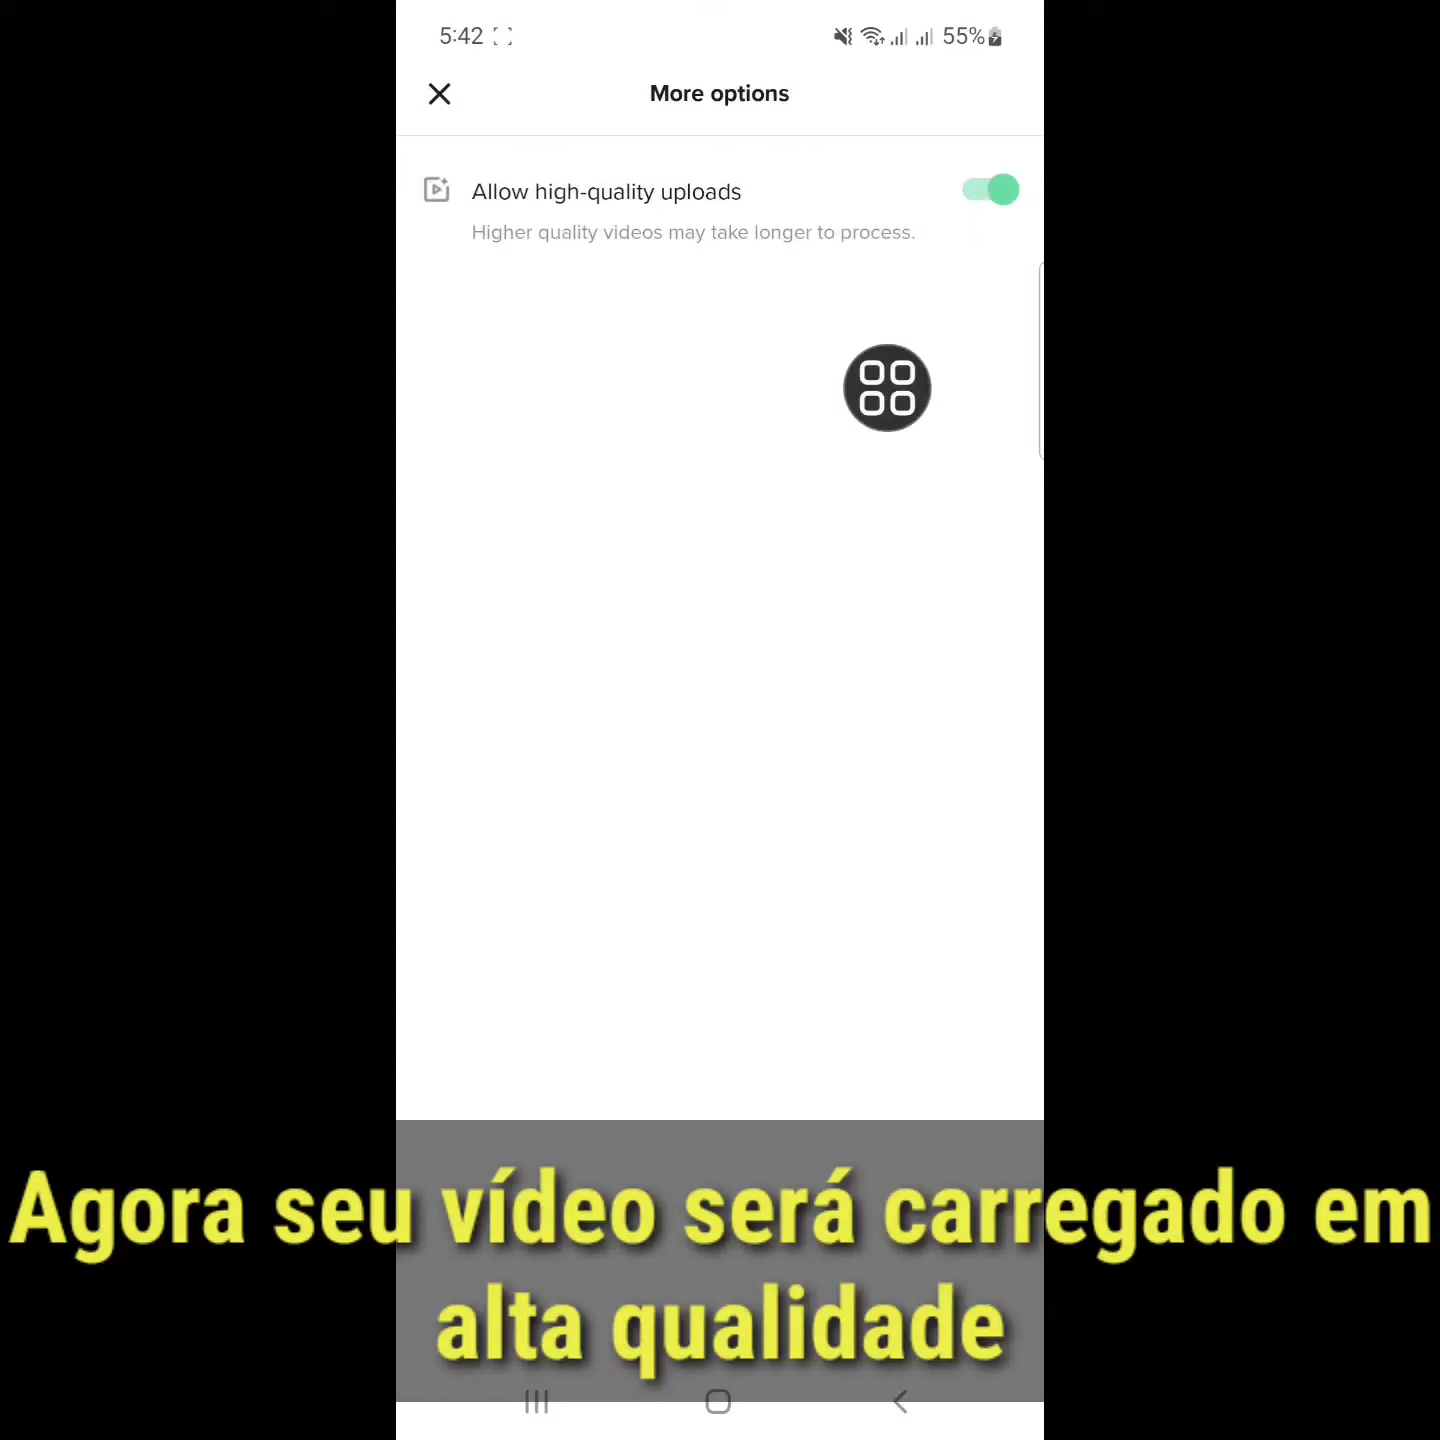 5:42 55%
More options
Allow high-quality uploads
Higher quality videos may take longer to process.
Agora seu vídeo será carregado em
alta qualidade